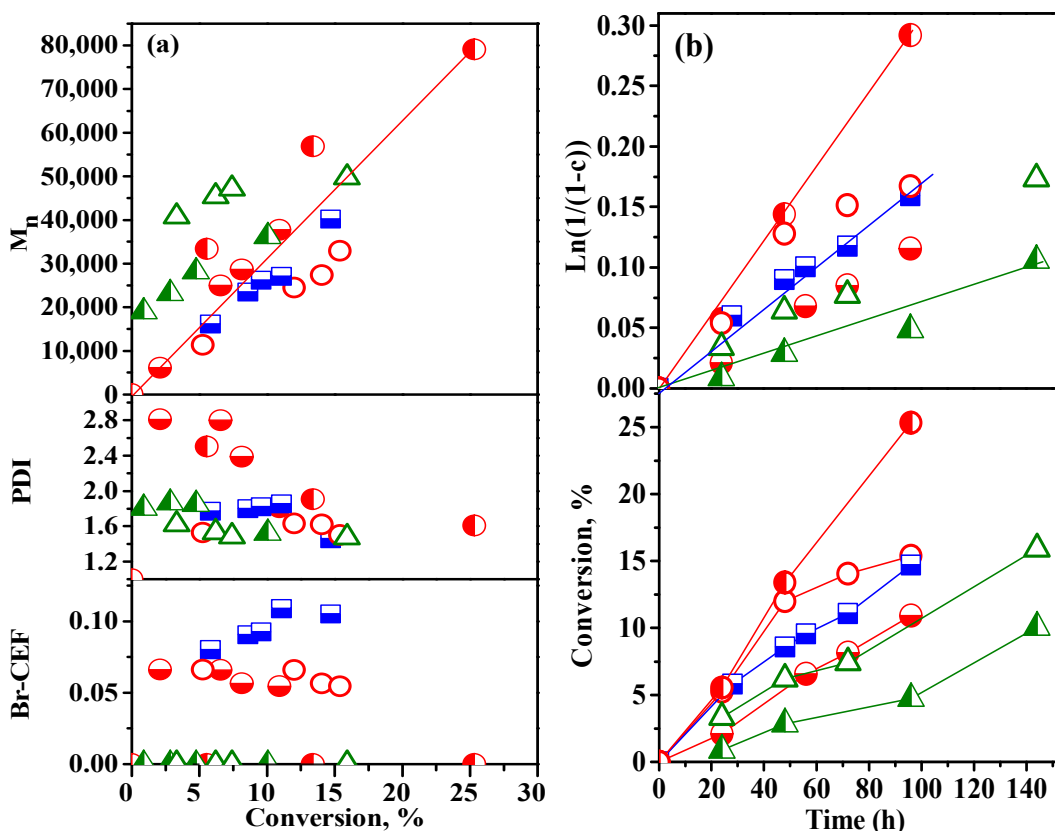 (a)
80,000
70,000
60,000
50,000
40,000
30,000
20,000
10,000
0
Mn
2.8
2.4
2.0
1.6
1.2
PDI
0.10
0.05
0.00
Br-CEF
0 5 10 15 20 25 30
Conversion, %
(b)
0.30
0.25
0.20
0.15
0.10
0.05
0.00
Ln(1/(1-c))
25
20
15
10
5
0
Conversion, %
0 20 40 60 80 100 120 140
Time (h)